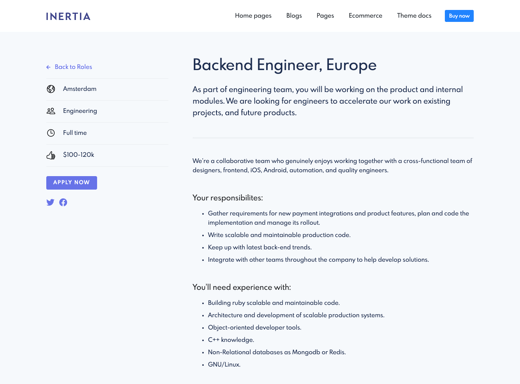 INERTIA
Home pages
Blogs
Pages
Ecommerce
Theme docs
Buy now
Back to Roles
Amsterdam
Engineering
Full time
$100-120k
APPLY NOW
Backend Engineer, Europe
As part of engineering team, you will be working on the product and internal
modules. We are looking for engineers to accelerate our work on existing
projects, and future products.
We're a collaborative team who genuinely enjoys working together with a cross-functional team of
designers, frontend, iOS, Android, automation, and quality engineers.
Your responsibilites:
• Gather requirements for new payment integrations and product features, plan and code the
implementation and manage its rollout.
• Write scalable and maintainable production code.
• Keep up with latest back-end trends.
• Integrate with other teams throughout the company to help develop solutions.
You'll need experience with:
• Building ruby scalable and maintainable code.
• Architecture and development of scalable production systems.
• Object-oriented developer tools.
• C++ knowledge.
• Non-Relational databases as Mongodb or Redis.
• GNU/Linux.